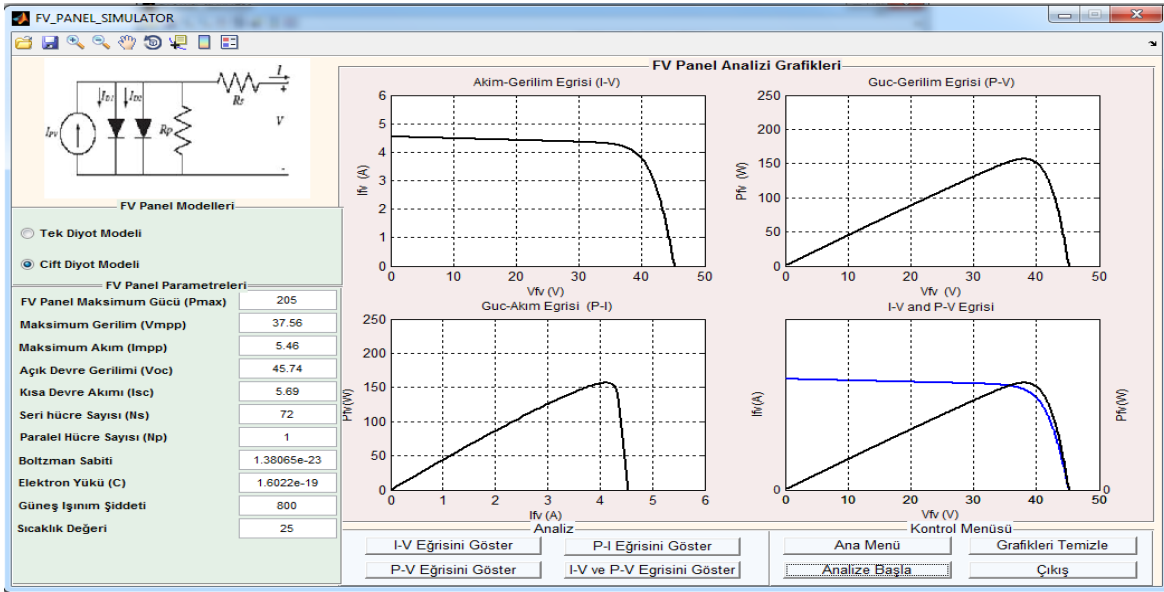 FV_PANEL_SIMULATOR
I
I_D1 I_D2
Rs
+
I_PV
Rp
V
-
FV Panel Modelleri
Tek Diyot Modeli
Cift Diyot Modeli
FV Panel Parametreleri
FV Panel Maksimum Gücü (Pmax) 205
Maksimum Gerilim (Vmpp) 37.56
Maksimum Akım (Impp) 5.46
Açık Devre Gerilimi (Voc) 45.74
Kısa Devre Akımı (Isc) 5.69
Seri hücre Sayısı (Ns) 72
Paralel Hücre Sayısı (Np) 1
Boltzman Sabiti 1.38065e-23
Elektron Yükü (C) 1.6022e-19
Güneş Işınım Şiddeti 800
Sıcaklık Değeri 25
FV Panel Analizi Grafikleri
Akim-Gerilim Egrisi (I-V)
6
5
4
3
2
1
0
Ifv (A)
0 10 20 30 40 50
Vfv (V)
Guc-Gerilim Egrisi (P-V)
250
200
150
100
50
0
Pfv (W)
0 10 20 30 40 50
Vfv (V)
Guc-Akım Egrisi (P-I)
250
200
150
100
50
0
Pfv(W)
0 1 2 3 4 5 6
Ifv (A)
I-V and P-V Egrisi
Ifv(A)
0
0
Pfv(W)
0 10 20 30 40 50
Vfv (V)
Analiz
I-V Eğrisini Göster
P-I Eğrisini Göster
P-V Eğrisini Göster
I-V ve P-V Egrisini Göster
Kontrol Menüsü
Ana Menü
Grafikleri Temizle
Analize Başla
Çıkış